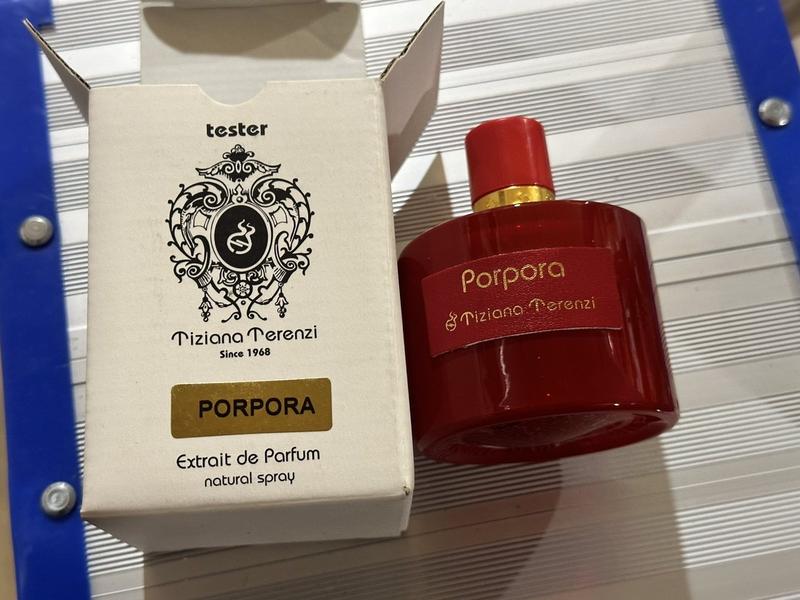 tester
Tiziana Terenzi
Since 1968
PORPORA
Extrait de Parfum
natural spray
Porpora
Tiziana Terenzi